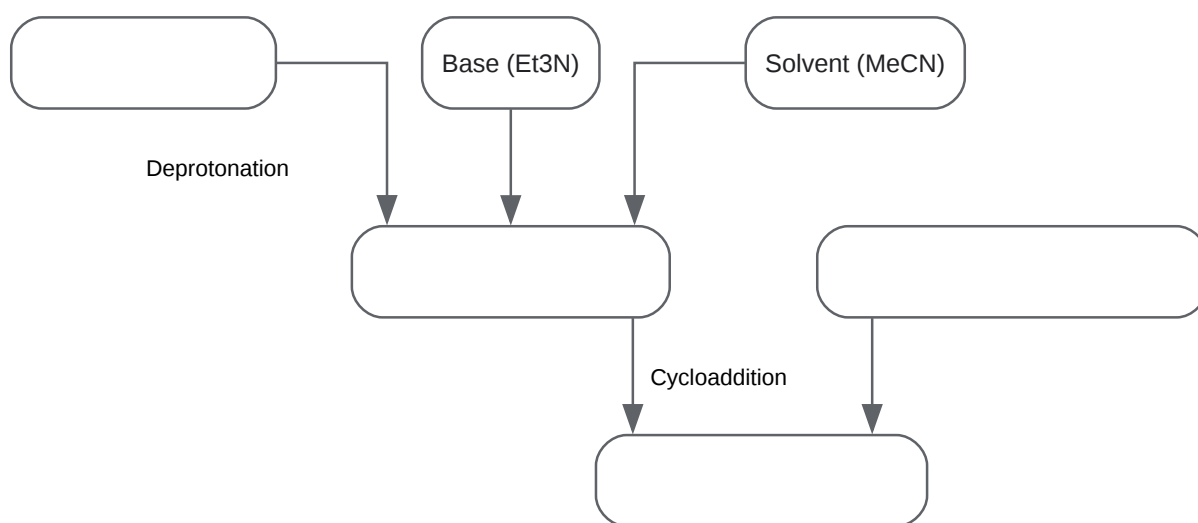 Base (Et3N)
Solvent (MeCN)
Deprotonation
Cycloaddition